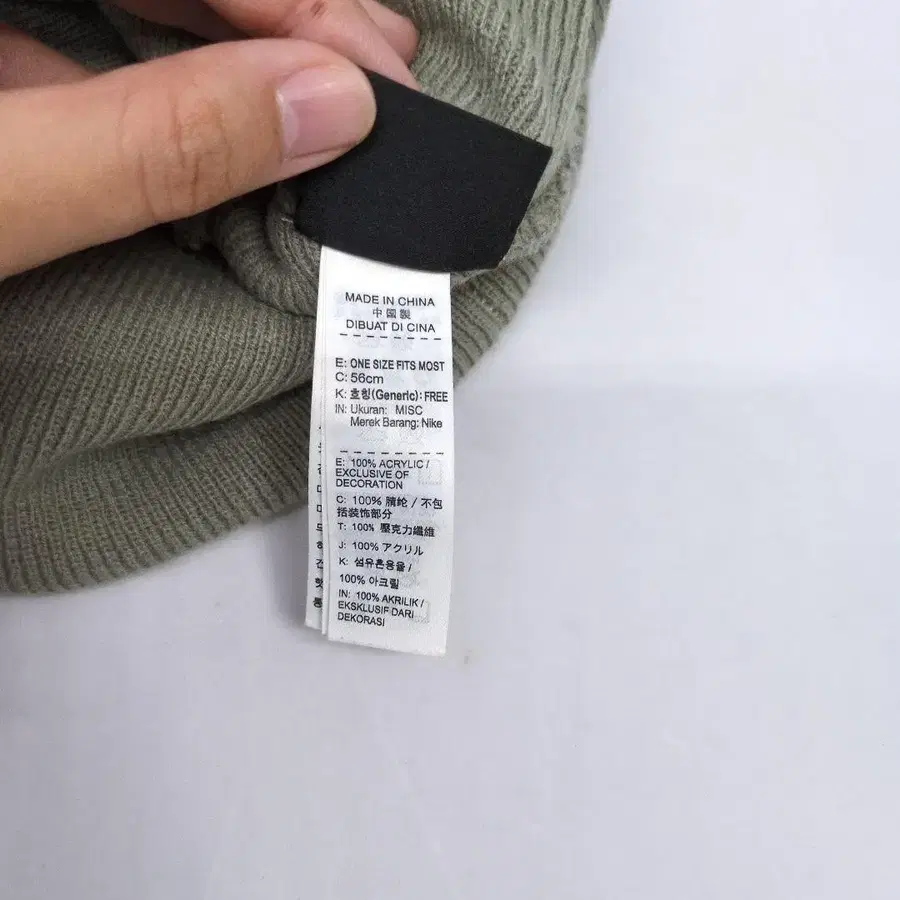 MADE IN CHINA
中國製
DIBUAT DI CINA
E: ONE SIZE FITS MOST
C: 56cm
K: 호칭(Generic): FREE
IN: Ukuran: MISC
Merek Barang: Nike
E: 100% ACRYLIC /
EXCLUSIVE OF
DECORATION
C: 100% 腈纶 / 不包
括装饰部分
T: 100% 壓克力纖維
J: 100% アクリル
K: 섬유혼용율 /
100% 아크릴
IN: 100% AKRILIK /
EKSKLUSIF DARI
DEKORASI